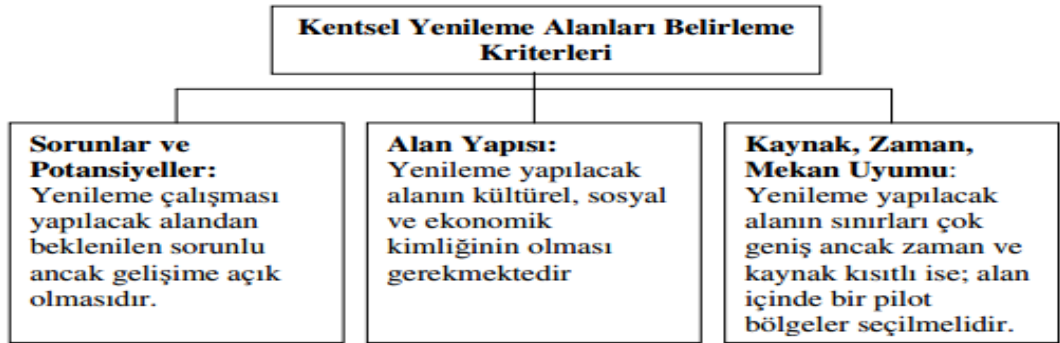 Kentsel Yenileme Alanları Belirleme
Kriterleri
Sorunlar ve
Potansiyeller:
Yenileme çalışması
yapılacak alandan
beklenilen sorunlu
ancak gelişime açık
olmasıdır.
Alan Yapısı:
Yenileme yapılacak
alanın kültürel, sosyal
ve ekonomik
kimliğinin olması
gerekmektedir
Kaynak, Zaman,
Mekan Uyumu:
Yenileme yapılacak
alanın sınırları çok
geniş ancak zaman ve
kaynak kısıtlı ise; alan
içinde bir pilot
bölgeler seçilmelidir.